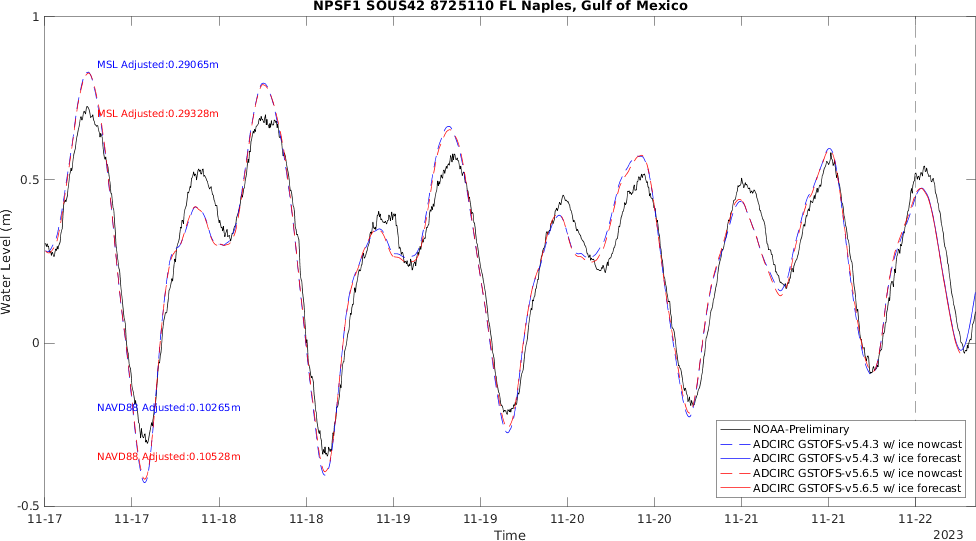 NPSF1 SOUS42 8725110 FL Naples, Gulf of Mexico
1
0.5
0
-0.5
Water Level (m)
MSL Adjusted:0.29065m
MSL Adjusted:0.29328m
NAVD88 Adjusted:0.10265m
NAVD88 Adjusted:0.10528m
NOAA-Preliminary
ADCIRC GSTOFS-v5.4.3 w/ ice nowcast
ADCIRC GSTOFS-v5.4.3 w/ ice forecast
ADCIRC GSTOFS-v5.6.5 w/ ice nowcast
ADCIRC GSTOFS-v5.6.5 w/ ice forecast
11-17 11-17 11-18 11-18 11-19 11-19 11-20 11-20 11-21 11-21 11-22
Time
2023